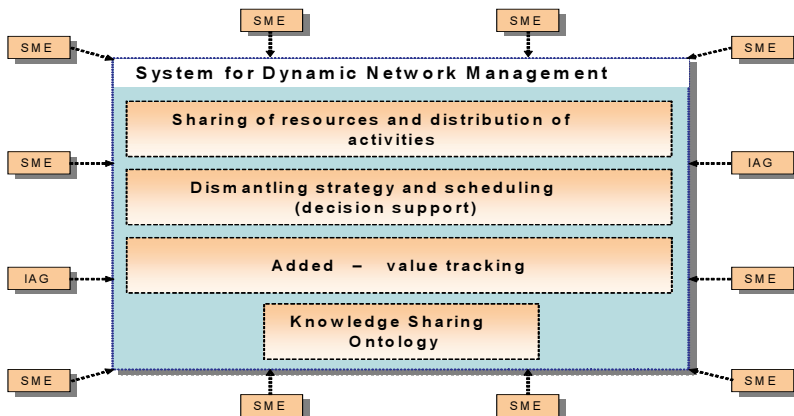 SME
SME
SME
SME
System for Dynamic Network Management
Sharing of resources and distribution of
activities
SME
IAG
Dismantling strategy and scheduling
(decision support)
Added – value tracking
IAG
SME
Knowledge Sharing
Ontology
SME
SME
SME
SME